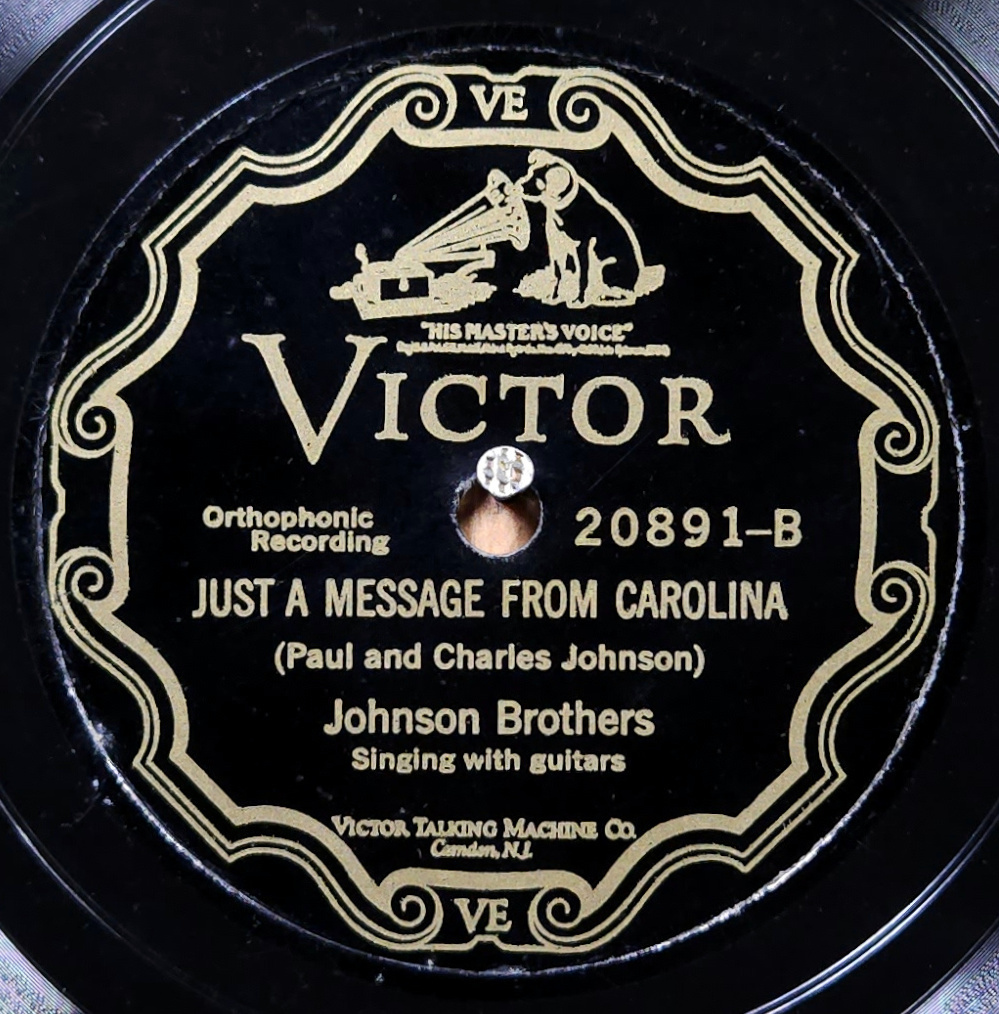 VE
"HIS MASTER'S VOICE"
VICTOR
Orthophonic
Recording
20891-B
JUST A MESSAGE FROM CAROLINA
(Paul and Charles Johnson)
Johnson Brothers
Singing with guitars
VICTOR TALKING MACHINE CO.
Camden, N.J.
VE